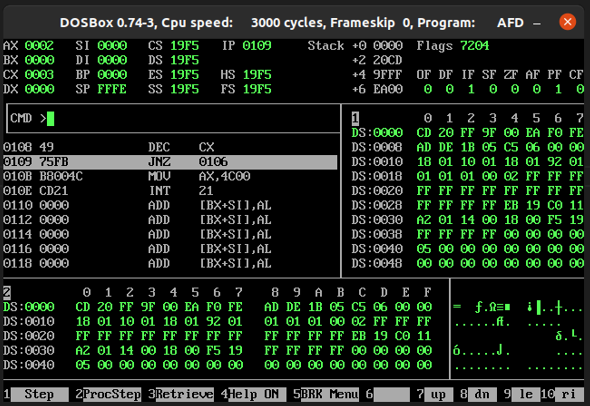 DOSBox 0.74-3, Cpu speed: 3000 cycles, Frameskip 0, Program: AFD
AX 0002 SI 0000 CS 19F5 IP 0109 Stack +0 0000 Flags 7204
BX 0000 DI 0000 DS 19F5 +2 20CD
CX 0003 BP 0000 ES 19F5 HS 19F5 +4 9FFF OF DF IF SF ZF AF PF CF
DX 0000 SP FFFE SS 19F5 FS 19F5 +6 EA00 0 0 1 0 0 0 1 0
CMD >
1 0 1 2 3 4 5 6 7
DS:0000 CD 20 FF 9F 00 EA F0 FE
0108 49 DEC CX DS:0008 AD DE 1B 05 C5 06 00 00
0109 75FB JNZ 0106 DS:0010 18 01 10 01 18 01 92 01
010B B8004C MOV AX,4C00 DS:0018 01 01 01 00 02 FF FF FF
010E CD21 INT 21 DS:0020 FF FF FF FF FF FF FF FF
0110 0000 ADD [BX+SI],AL DS:0028 FF FF FF FF EB 19 C0 11
0112 0000 ADD [BX+SI],AL DS:0030 A2 01 14 00 18 00 F5 19
0114 0000 ADD [BX+SI],AL DS:0038 FF FF FF FF 00 00 00 00
0116 0000 ADD [BX+SI],AL DS:0040 05 00 00 00 00 00 00 00
0118 0000 ADD [BX+SI],AL DS:0048 00 00 00 00 00 00 00 00
2 0 1 2 3 4 5 6 7 8 9 A B C D E F
DS:0000 CD 20 FF 9F 00 EA F0 FE AD DE 1B 05 C5 06 00 00
DS:0010 18 01 10 01 18 01 92 01 01 01 01 00 02 FF FF FF
DS:0020 FF FF FF FF FF FF FF FF FF FF FF FF EB 19 C0 11
DS:0030 A2 01 14 00 18 00 F5 19 FF FF FF FF 00 00 00 00
DS:0040 05 00 00 00 00 00 00 00 00 00 00 00 00 00 00 00
1 Step 2 ProcStep 3 Retrieve 4 Help ON 5 BRK Menu 6 7 up 8 dn 9 le 10 ri